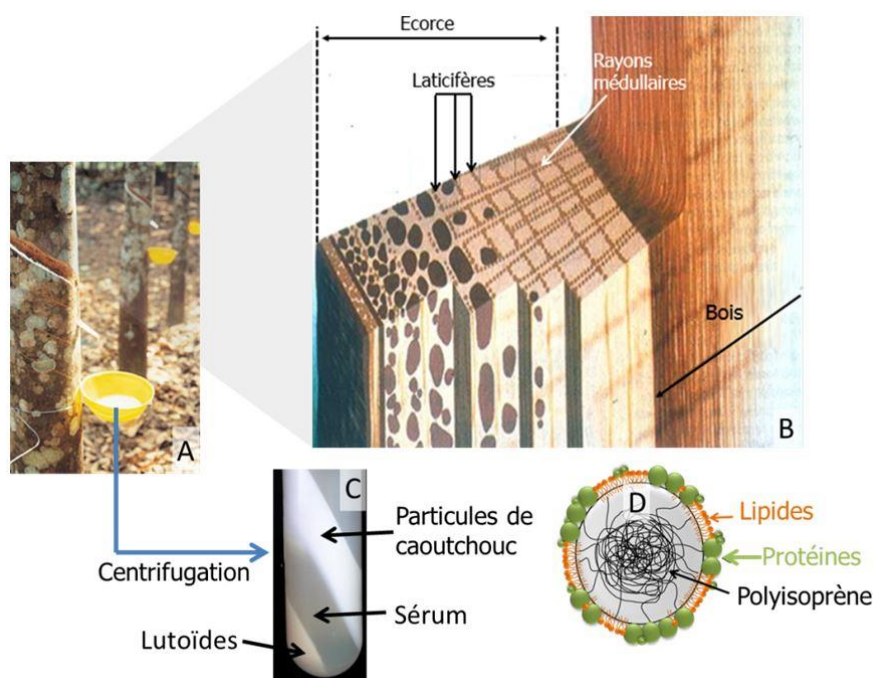 Ecorce
Laticifères
Rayons
médullaires
Bois
A
B
C
D
Particules de
caoutchouc
Centrifugation
Sérum
Lutoïdes
Lipides
Protéines
Polyisoprène